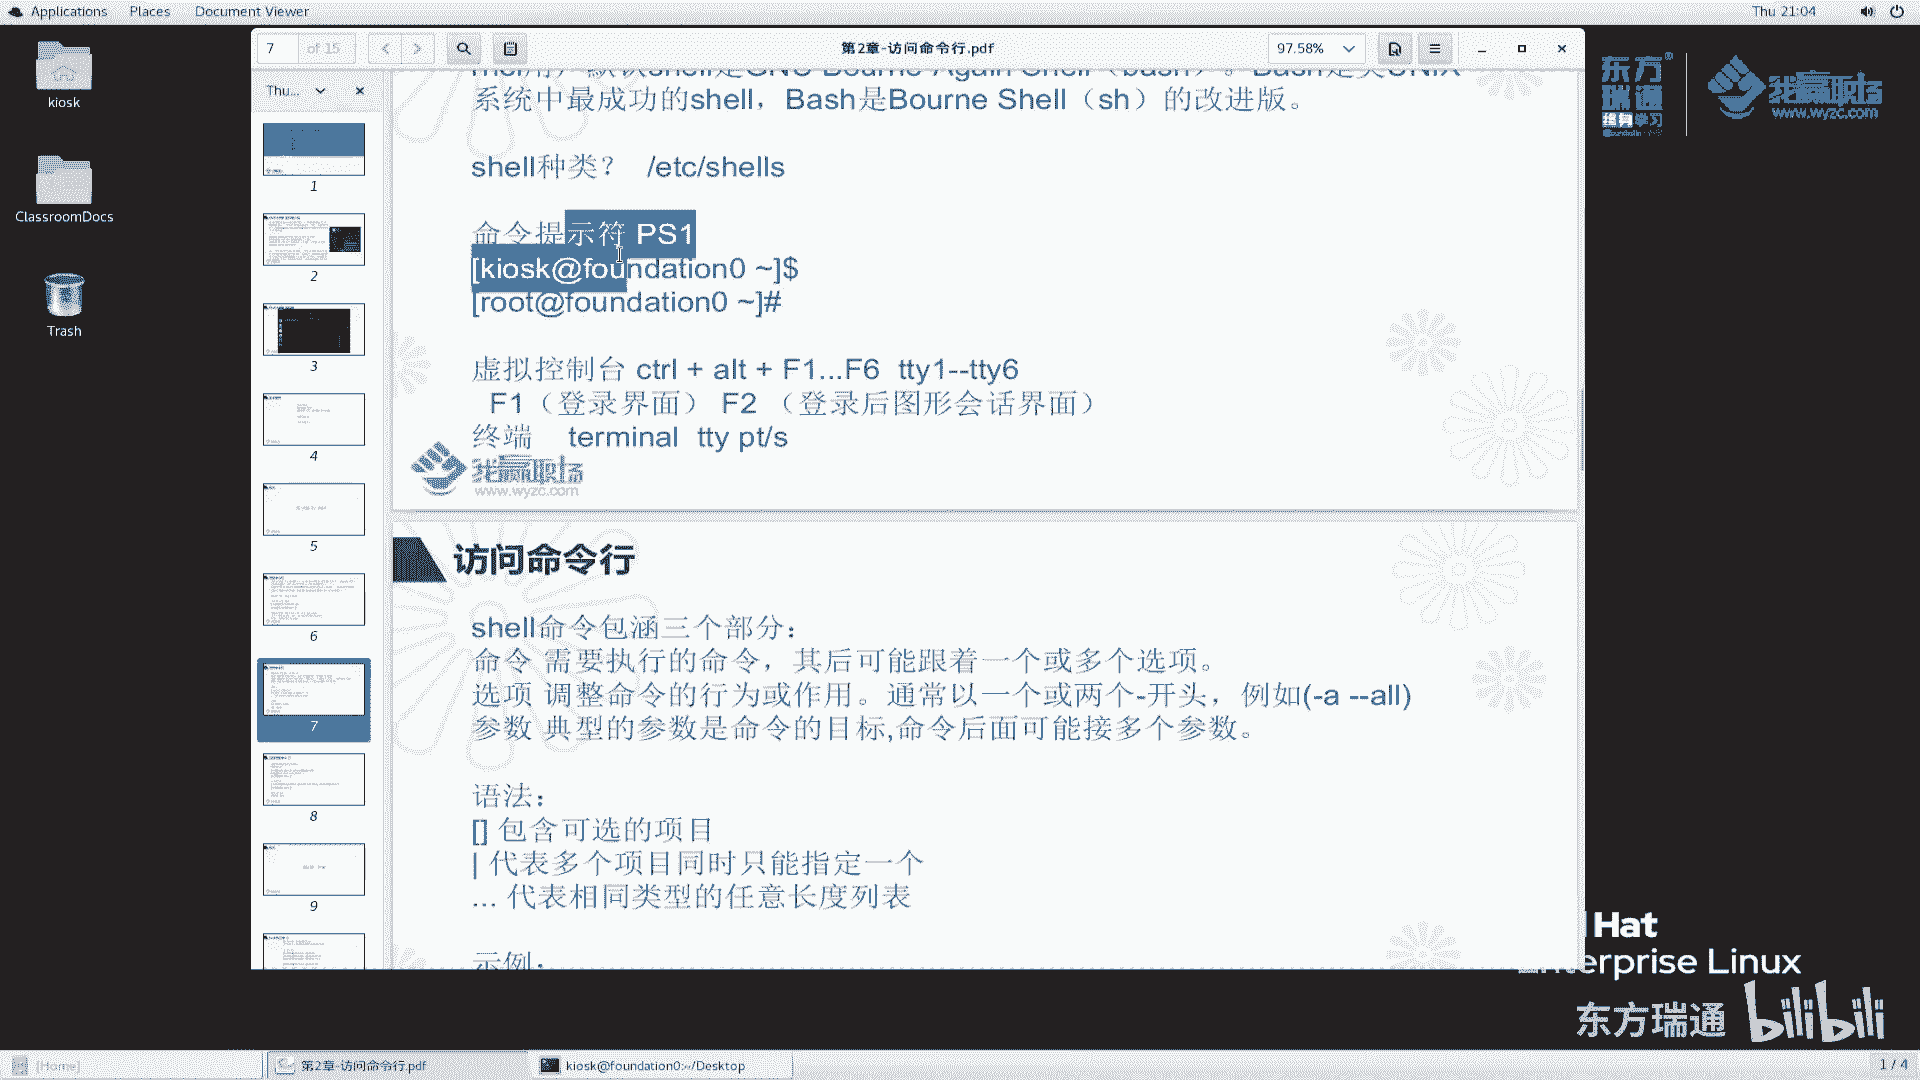 Applications Places Document Viewer
Thu 21:04
7 of 15
第2章-访问命令行.pdf
97.58%
Thu...
kiosk
ClassroomDocs
Trash
1
2
3
4
5
6
7
8
9
系统中最成功的shell，Bash是Bourne Shell（sh）的改进版。
shell种类？ /etc/shells
命令提示符 PS1
[kiosk@foundation0 ~]$
[root@foundation0 ~]#
虚拟控制台 ctrl + alt + F1...F6 tty1--tty6
F1（登录界面） F2 （登录后图形会话界面）
终端 terminal tty pt/s
我赢职场
www.wyzc.com
访问命令行
shell命令包涵三个部分：
命令 需要执行的命令，其后可能跟着一个或多个选项。
选项 调整命令的行为或作用。通常以一个或两个-开头，例如(-a --all)
参数 典型的参数是命令的目标,命令后面可能接多个参数。
语法：
[] 包含可选的项目
| 代表多个项目同时只能指定一个
... 代表相同类型的任意长度列表
示例：
东方
瑞通
终身学习
我赢职场
www.wyzc.com
Hat
Enterprise Linux
东方瑞通 bilibili
[Home]
第2章-访问命令行.pdf
kiosk@foundation0:~/Desktop
1 / 4